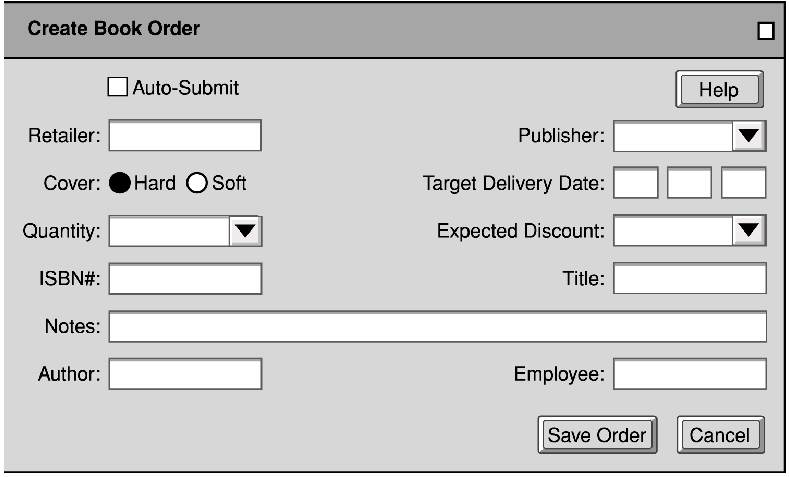 Create Book Order
Auto-Submit Help
Retailer: Publisher:
Cover: Hard Soft Target Delivery Date:
Quantity: Expected Discount:
ISBN#: Title:
Notes:
Author: Employee:
Save Order Cancel